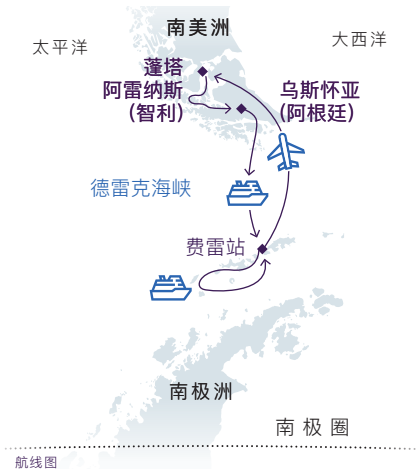 南美洲
太平洋
大西洋
蓬塔
阿雷纳斯
(智利)
乌斯怀亚
(阿根廷)
德雷克海峡
费雷站
南极洲
南极圈
航线图